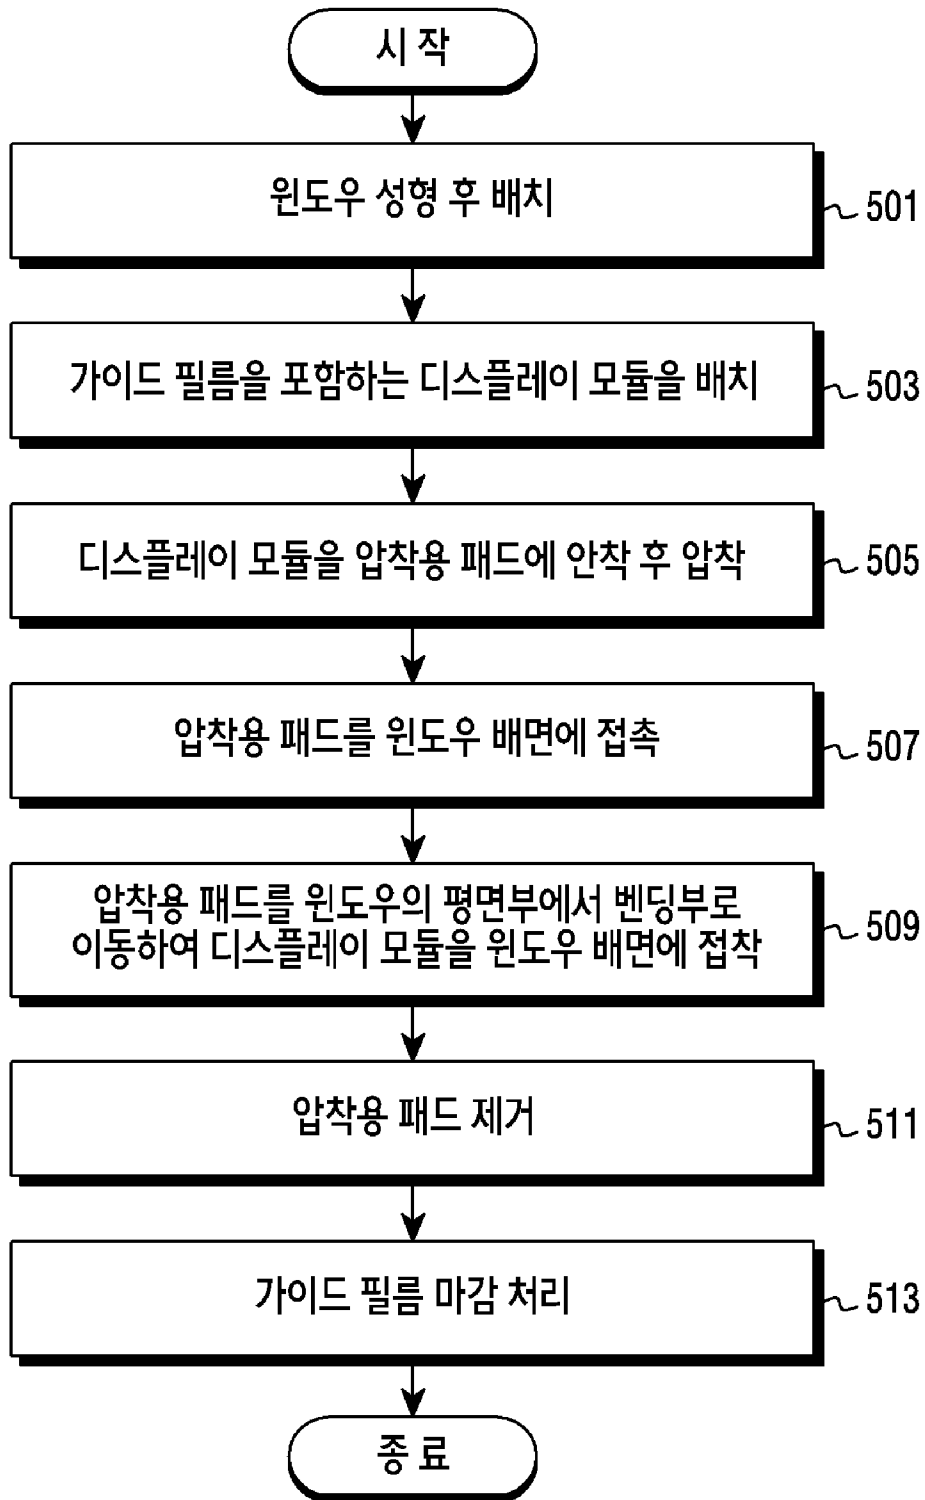 시작
윈도우 성형 후 배치
501
가이드 필름을 포함하는 디스플레이 모듈을 배치
503
디스플레이 모듈을 압착용 패드에 안착 후 압착
505
압착용 패드를 윈도우 배면에 접촉
507
압착용 패드를 윈도우의 평면부에서 벤딩부로
이동하여 디스플레이 모듈을 윈도우 배면에 접착
509
압착용 패드 제거
511
가이드 필름 마감 처리
513
종료